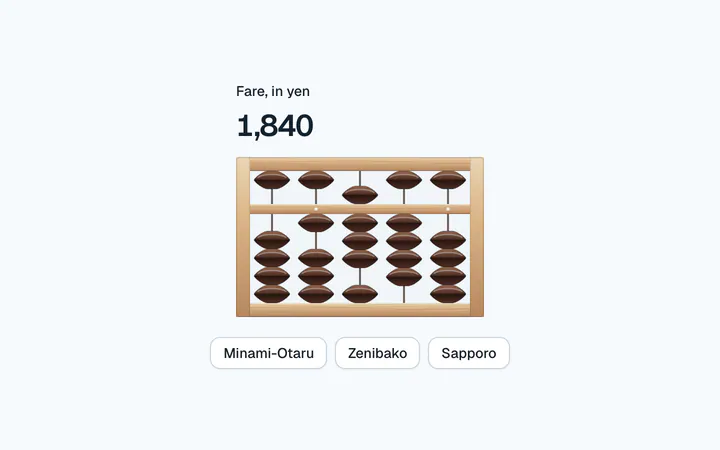 Fare, in yen
1,840
Minami-Otaru
Zenibako
Sapporo